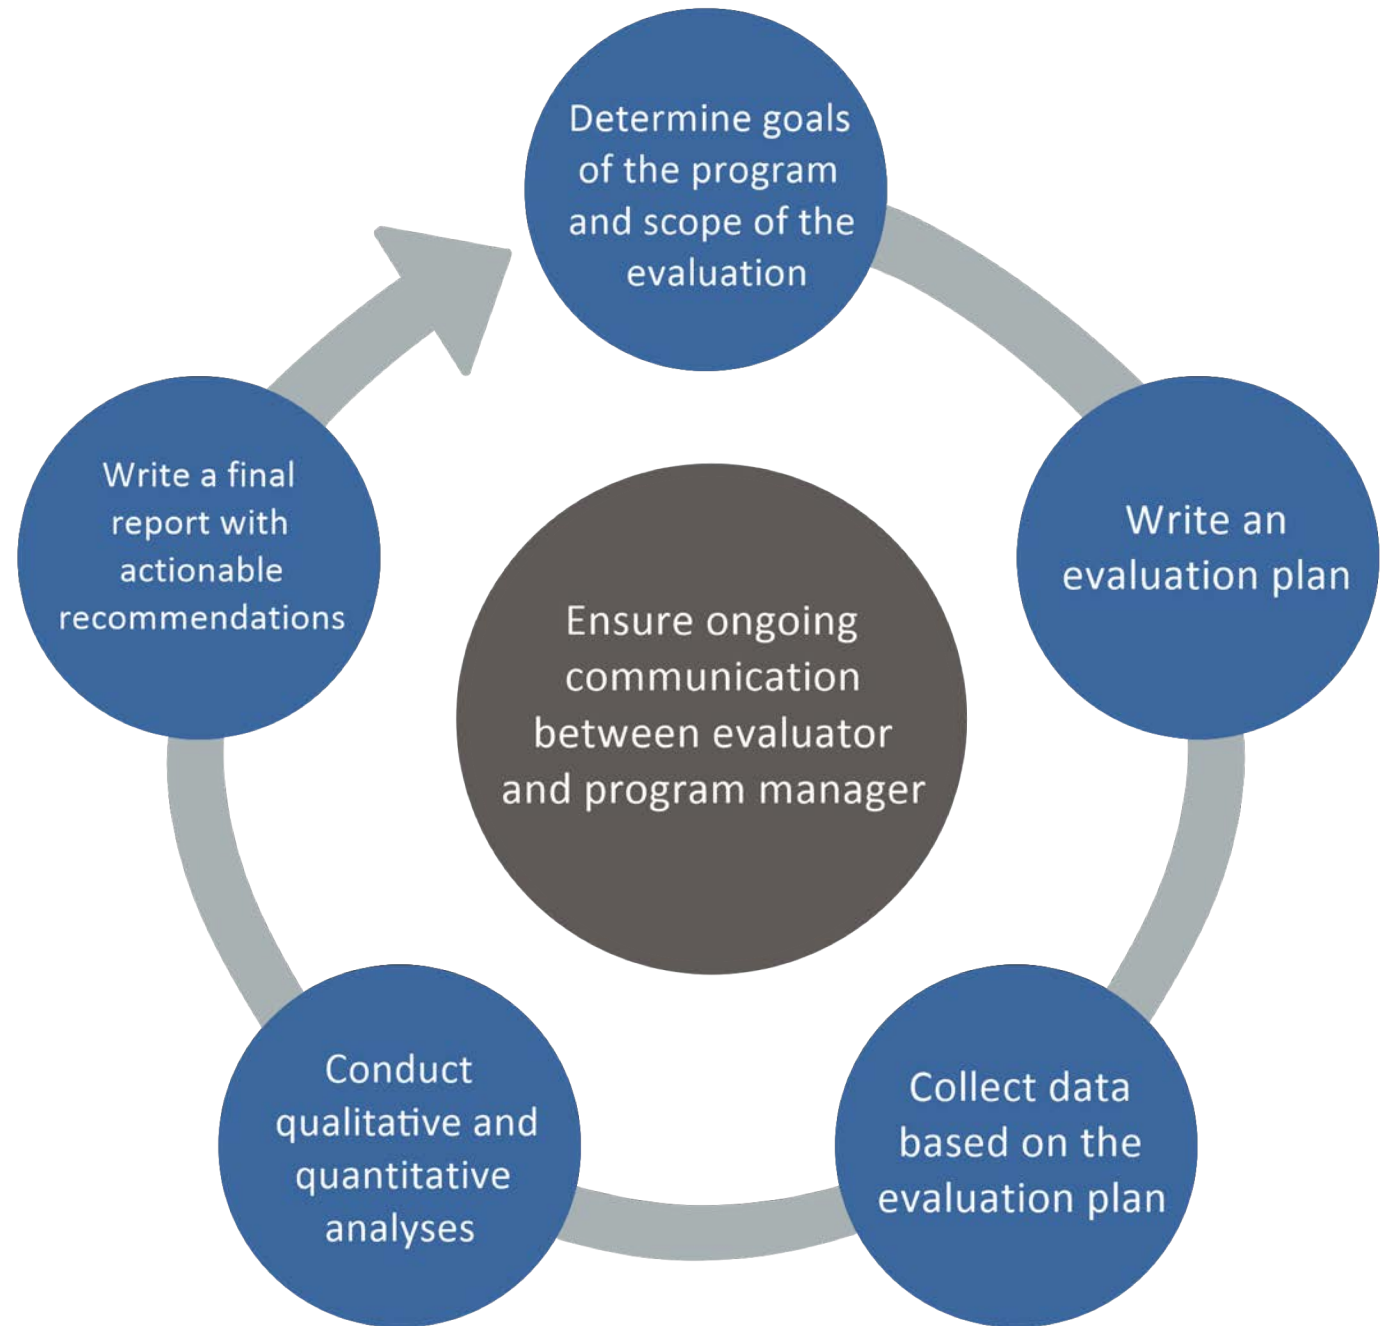 Determine goals
of the program
and scope of the
evaluation
Write an
evaluation plan
Collect data
based on the
evaluation plan
Conduct
qualitative and
quantitative
analyses
Write a final
report with
actionable
recommendations
Ensure ongoing
communication
between evaluator
and program manager